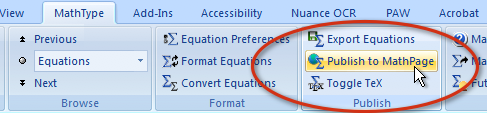 View MathType Add-Ins Accessibility Nuance OCR PAW Acrobat
Previous Equation Preferences Export Equations
Equations Format Equations Publish to MathPage
Next Convert Equations Toggle TeX
Browse Format Publish